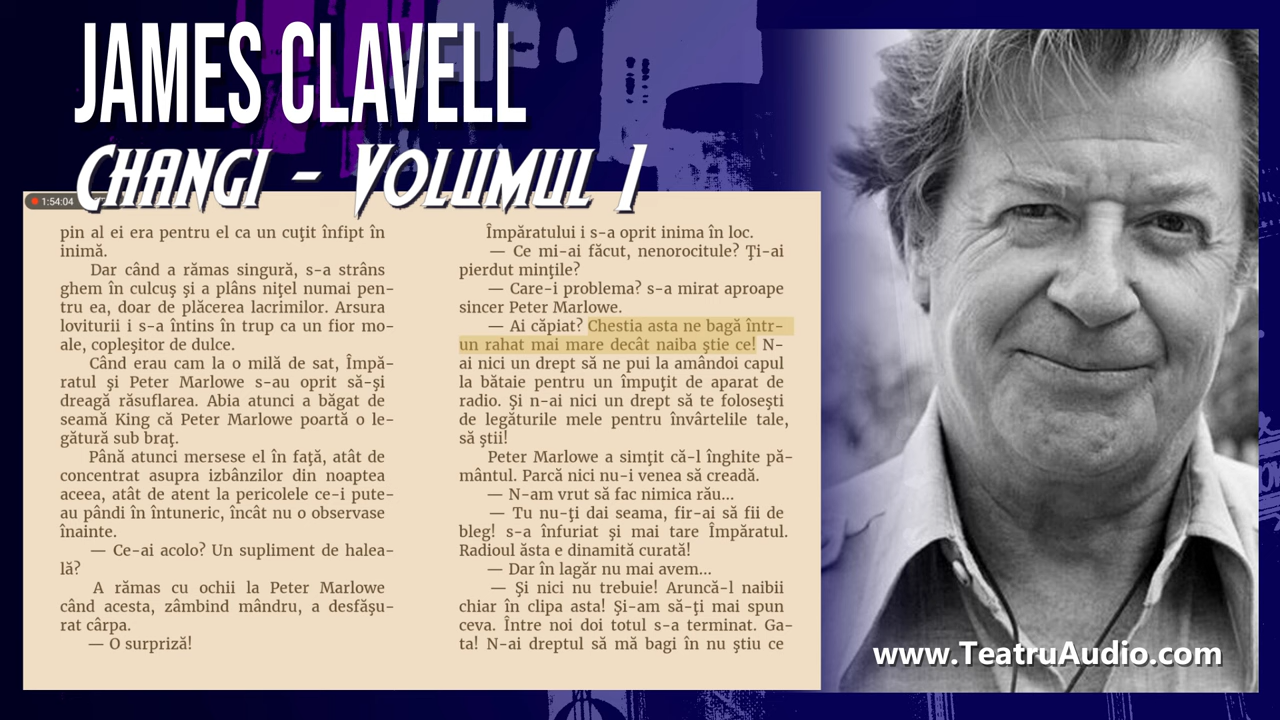 JAMES CLAVELL
CHANGI - VOLUMUL I
1:54:04
pin al ei era pentru el ca un cuţit înfipt în
inimă.
Dar când a rămas singură, s-a strâns
ghem în culcuş şi a plâns niţel numai pen-
tru ea, doar de plăcerea lacrimilor. Arsura
loviturii i s-a întins în trup ca un fior mo-
ale, copleşitor de dulce.
Când erau cam la o milă de sat, Împă-
ratul şi Peter Marlowe s-au oprit să-şi
dreagă răsuflarea. Abia atunci a băgat de
seamă King că Peter Marlowe poartă o le-
gătură sub braţ.
Până atunci mersese el în faţă, atât de
concentrat asupra izbânzilor din noaptea
aceea, atât de atent la pericolele ce-i pute-
au pândi în întuneric, încât nu o observase
înainte.
— Ce-ai acolo? Un supliment de halea-
lă?
A rămas cu ochii la Peter Marlowe
când acesta, zâmbind mândru, a desfăşu-
rat cârpa.
— O surpriză!
Împăratului i s-a oprit inima în loc.
— Ce mi-ai făcut, nenorocitule? Ţi-ai
pierdut minţile?
— Care-i problema? s-a mirat aproape
sincer Peter Marlowe.
— Ai căpiat? Chestia asta ne bagă într-
un rahat mai mare decât naiba ştie ce! N-
ai nici un drept să ne pui la amândoi capul
la bătaie pentru un împuţit de aparat de
radio. Şi n-ai nici un drept să te foloseşti
de legăturile mele pentru învârtelile tale,
să ştii!
Peter Marlowe a simţit că-l înghite pă-
mântul. Parcă nici nu-i venea să creadă.
— N-am vrut să fac nimica rău...
— Tu nu-ţi dai seama, fir-ai să fii de
bleg! s-a înfuriat şi mai tare Împăratul.
Radioul ăsta e dinamită curată!
— Dar în lagăr nu mai avem...
— Şi nici nu trebuie! Aruncă-l naibii
chiar în clipa asta! Şi-am să-ţi mai spun
ceva. Între noi doi totul s-a terminat. Ga-
ta! N-ai dreptul să mă bagi în nu ştiu ce
www.TeatruAudio.com